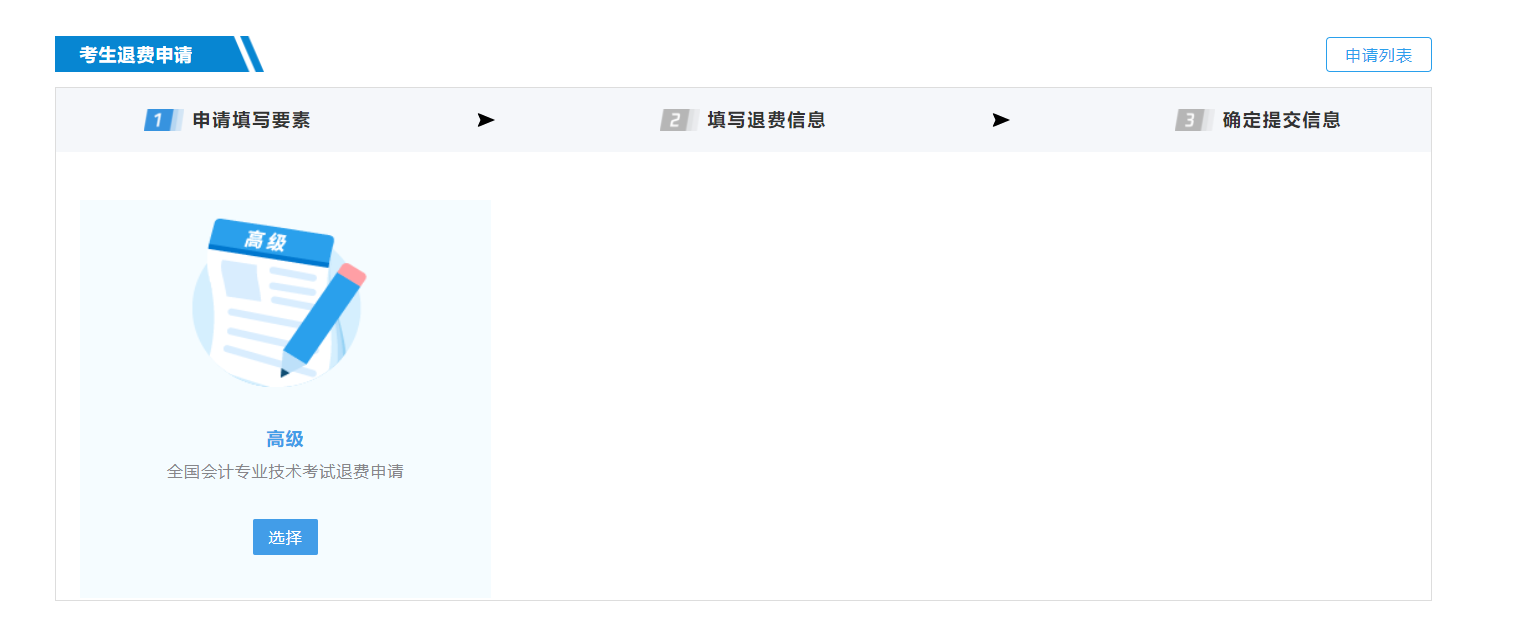 考生退费申请
申请列表
1 申请填写要素
2 填写退费信息
3 确定提交信息
高级
高级
全国会计专业技术考试退费申请
选择